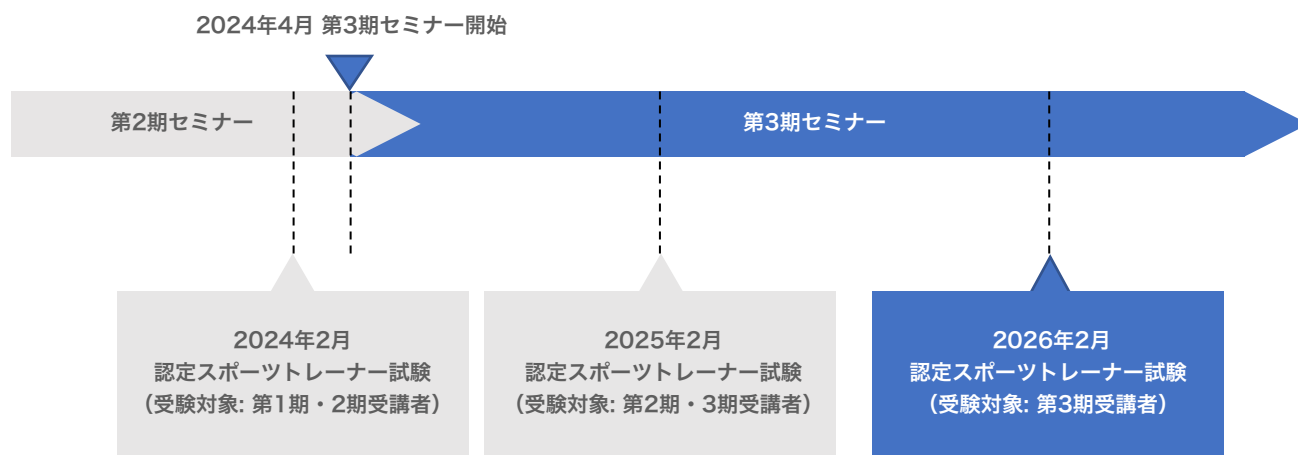 2024年4月 第3期セミナー開始
第2期セミナー
第3期セミナー
2024年2月
認定スポーツトレーナー試験
（受験対象: 第1期・2期受講者）
2025年2月
認定スポーツトレーナー試験
（受験対象: 第2期・3期受講者）
2026年2月
認定スポーツトレーナー試験
（受験対象: 第3期受講者）